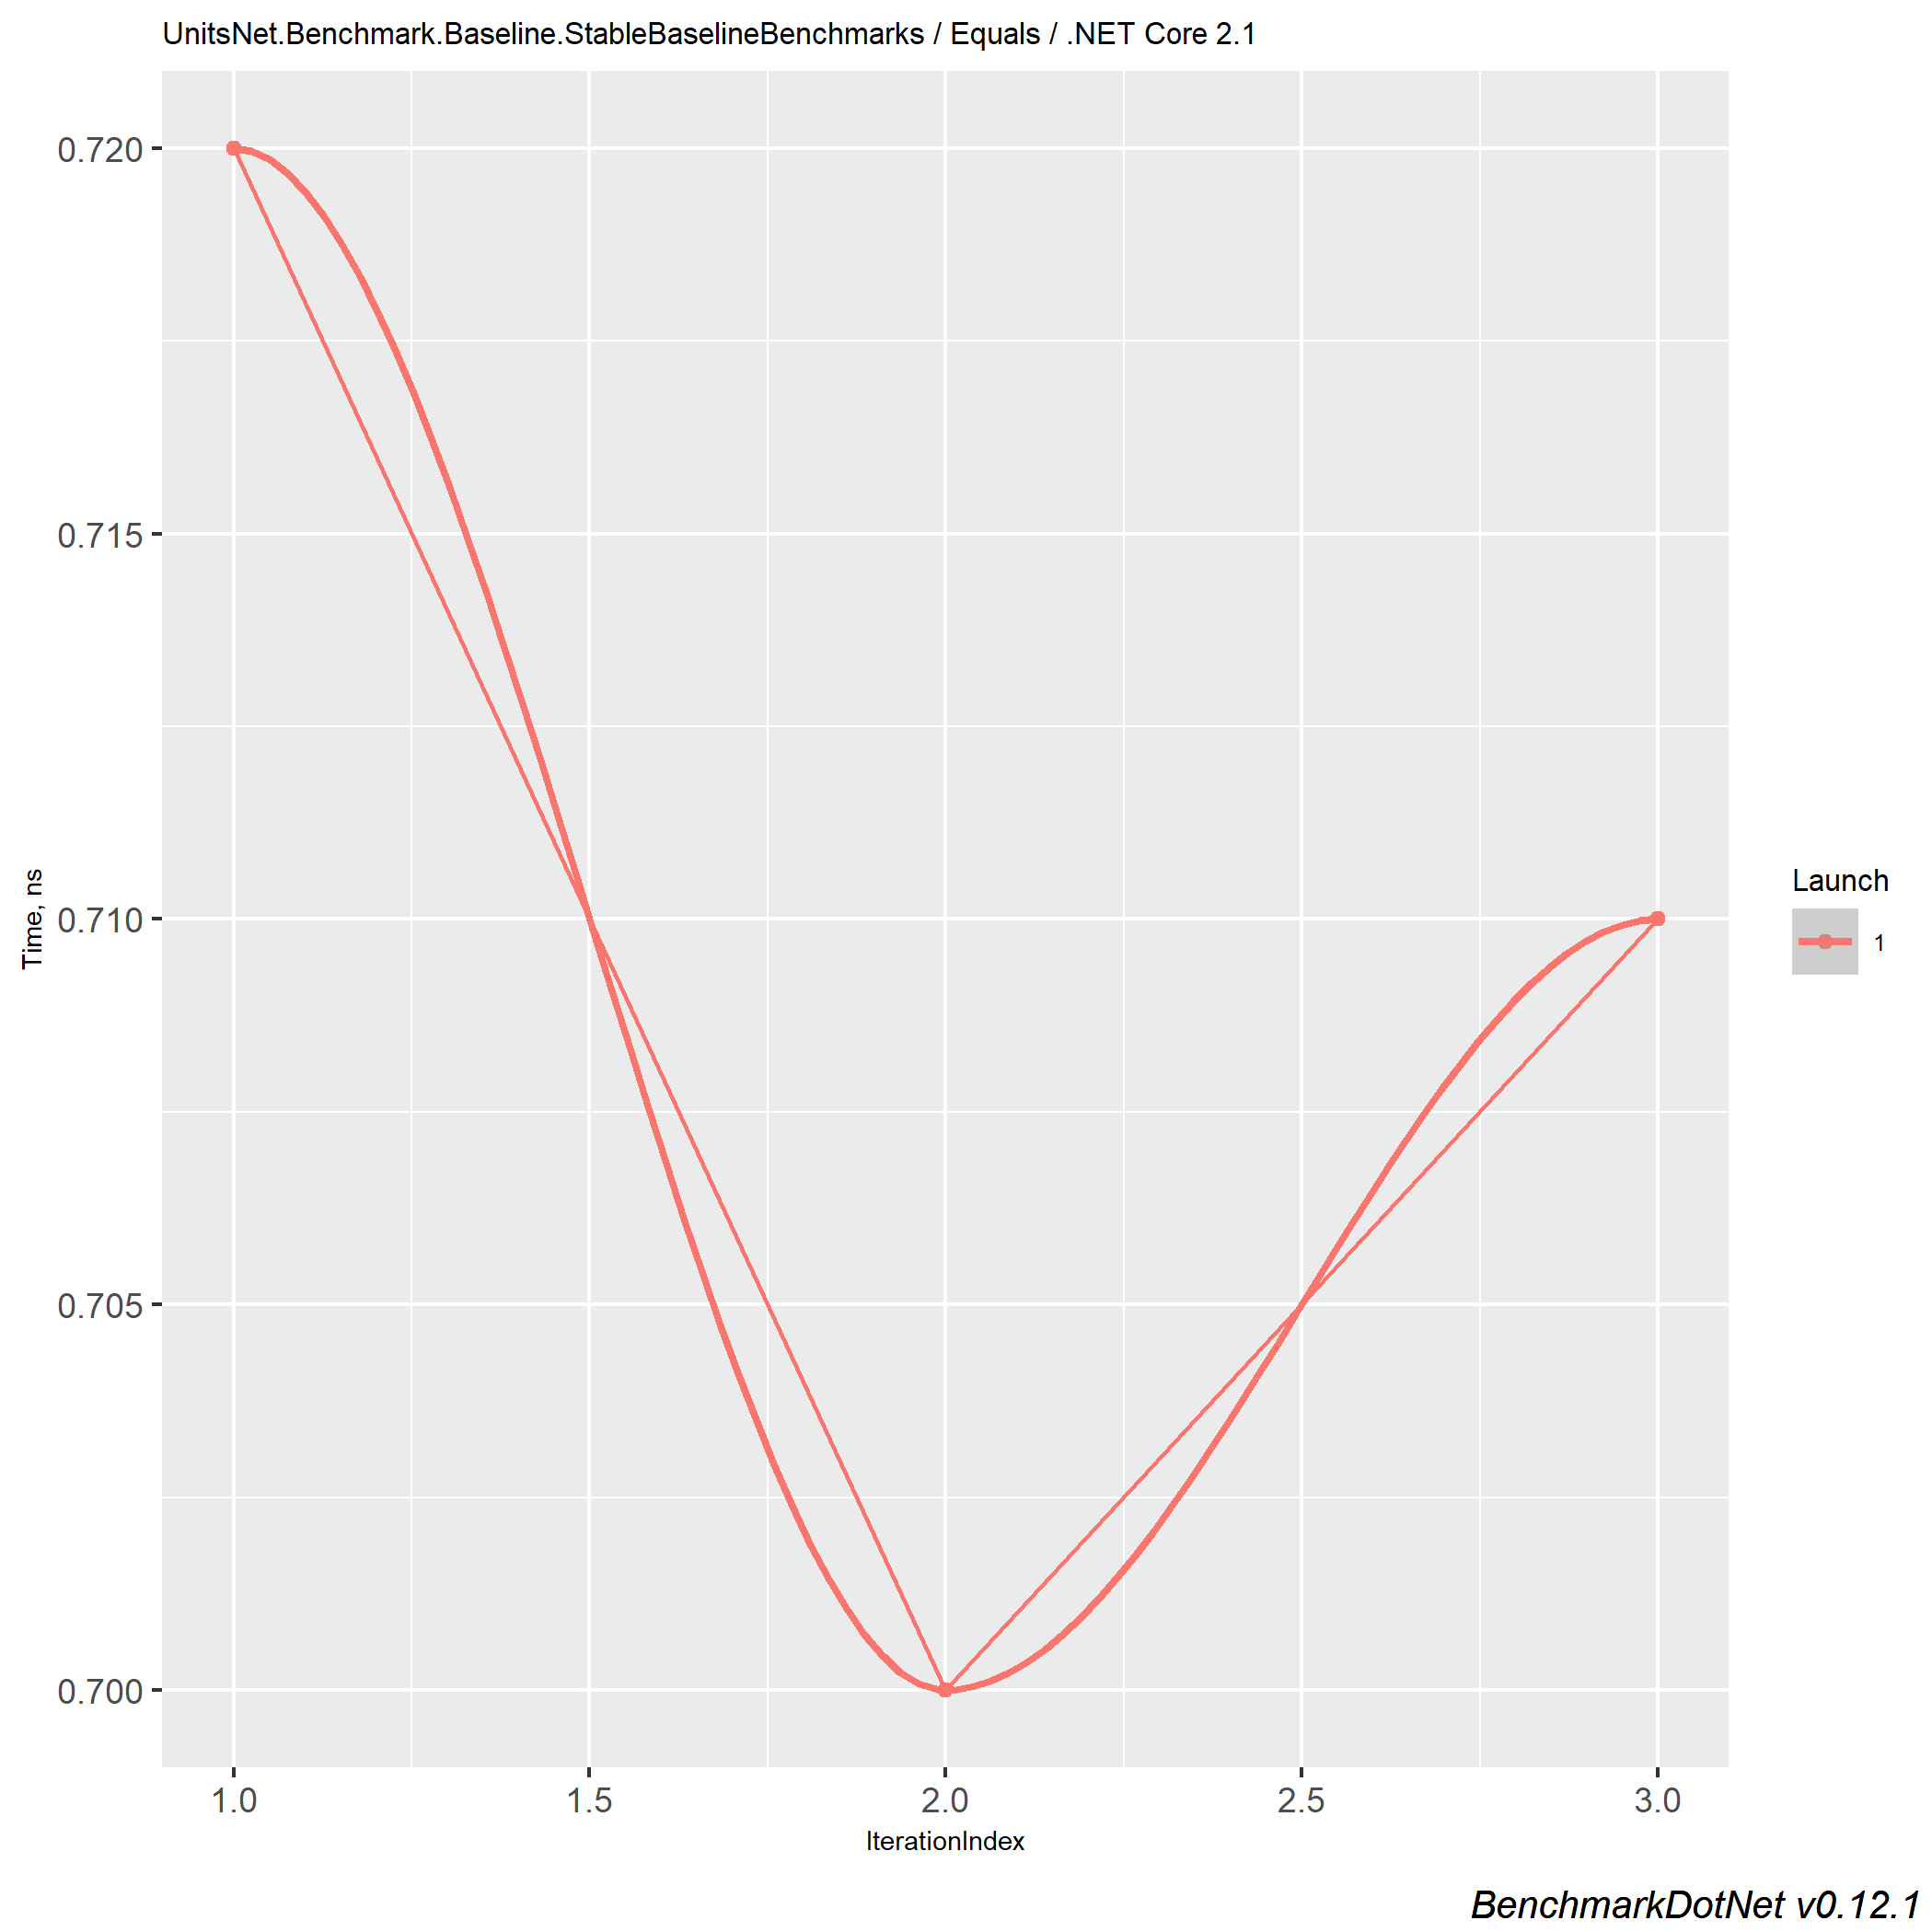 UnitsNet.Benchmark.Baseline.StableBaselineBenchmarks / Equals / .NET Core 2.1
0.720
0.715
0.710
0.705
0.700
Time, ns
1.0 1.5 2.0 2.5 3.0
IterationIndex
Launch
1
BenchmarkDotNet v0.12.1